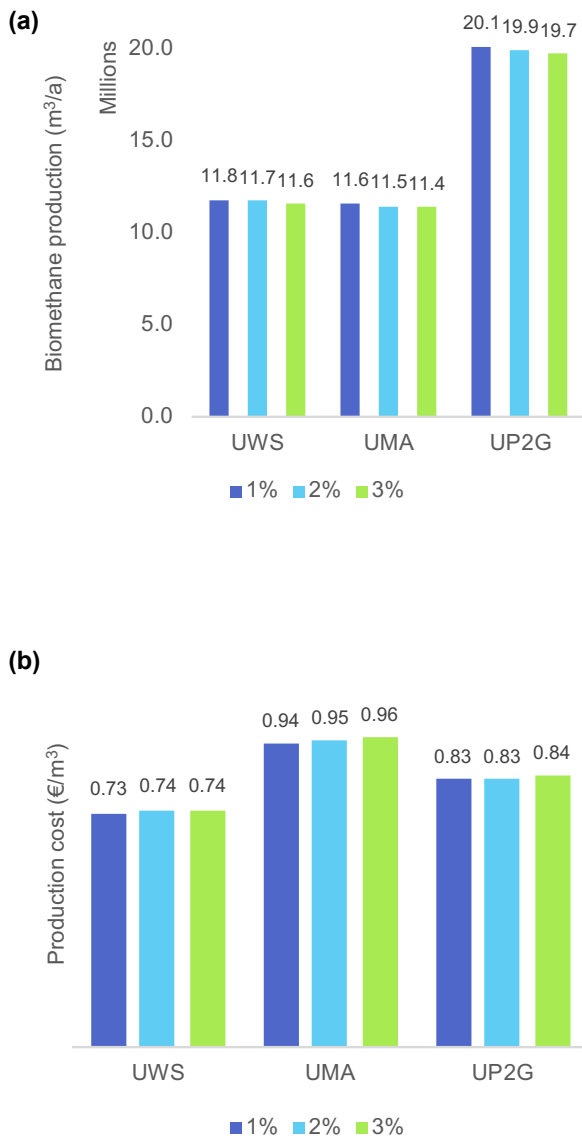 (a)
Biomethane production (m³/a)
Millions
20.1 19.9 19.7
20.0
15.0
11.8 11.7 11.6 11.6 11.5 11.4
10.0
5.0
0.0
UWS UMA UP2G
1% 2% 3%
(b)
Production cost (€/m³)
0.94 0.95 0.96
0.83 0.83 0.84
0.73 0.74 0.74
UWS UMA UP2G
1% 2% 3%